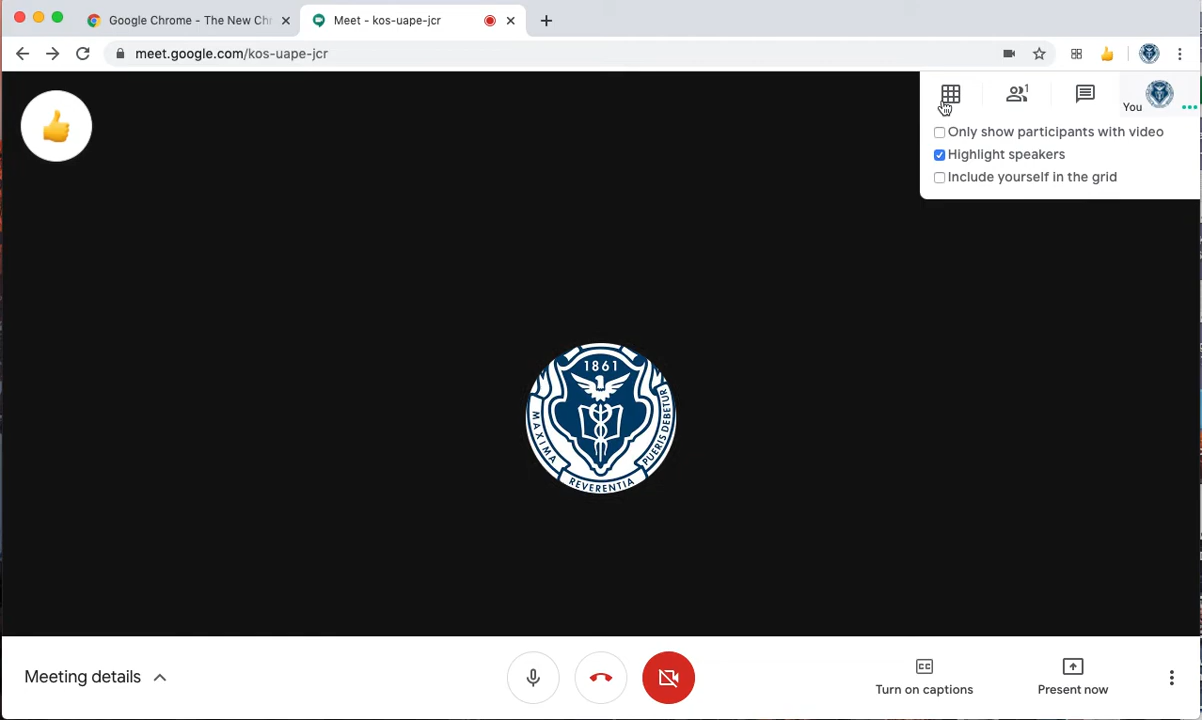 Google Chrome - The New Chr
Meet - kos-uape-jcr
meet.google.com/kos-uape-jcr
1
You
Only show participants with video
Highlight speakers
Include yourself in the grid
1861
MAXIMA
REVERENTIA
PUERIS DEBETUR
Meeting details
CC
Turn on captions
Present now